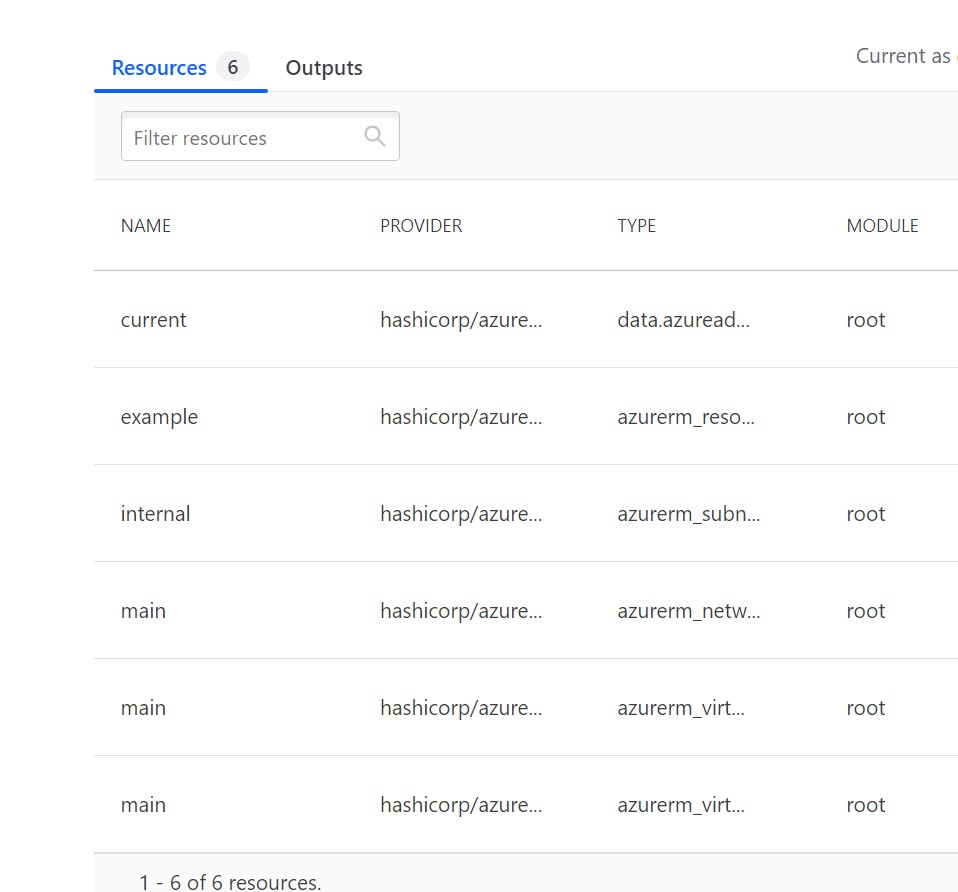 Current as
Resources 6 Outputs
Filter resources
NAME PROVIDER TYPE MODULE
current hashicorp/azure... data.azuread... root
example hashicorp/azure... azurerm_reso... root
internal hashicorp/azure... azurerm_subn... root
main hashicorp/azure... azurerm_netw... root
main hashicorp/azure... azurerm_virt... root
main hashicorp/azure... azurerm_virt... root
1 - 6 of 6 resources.